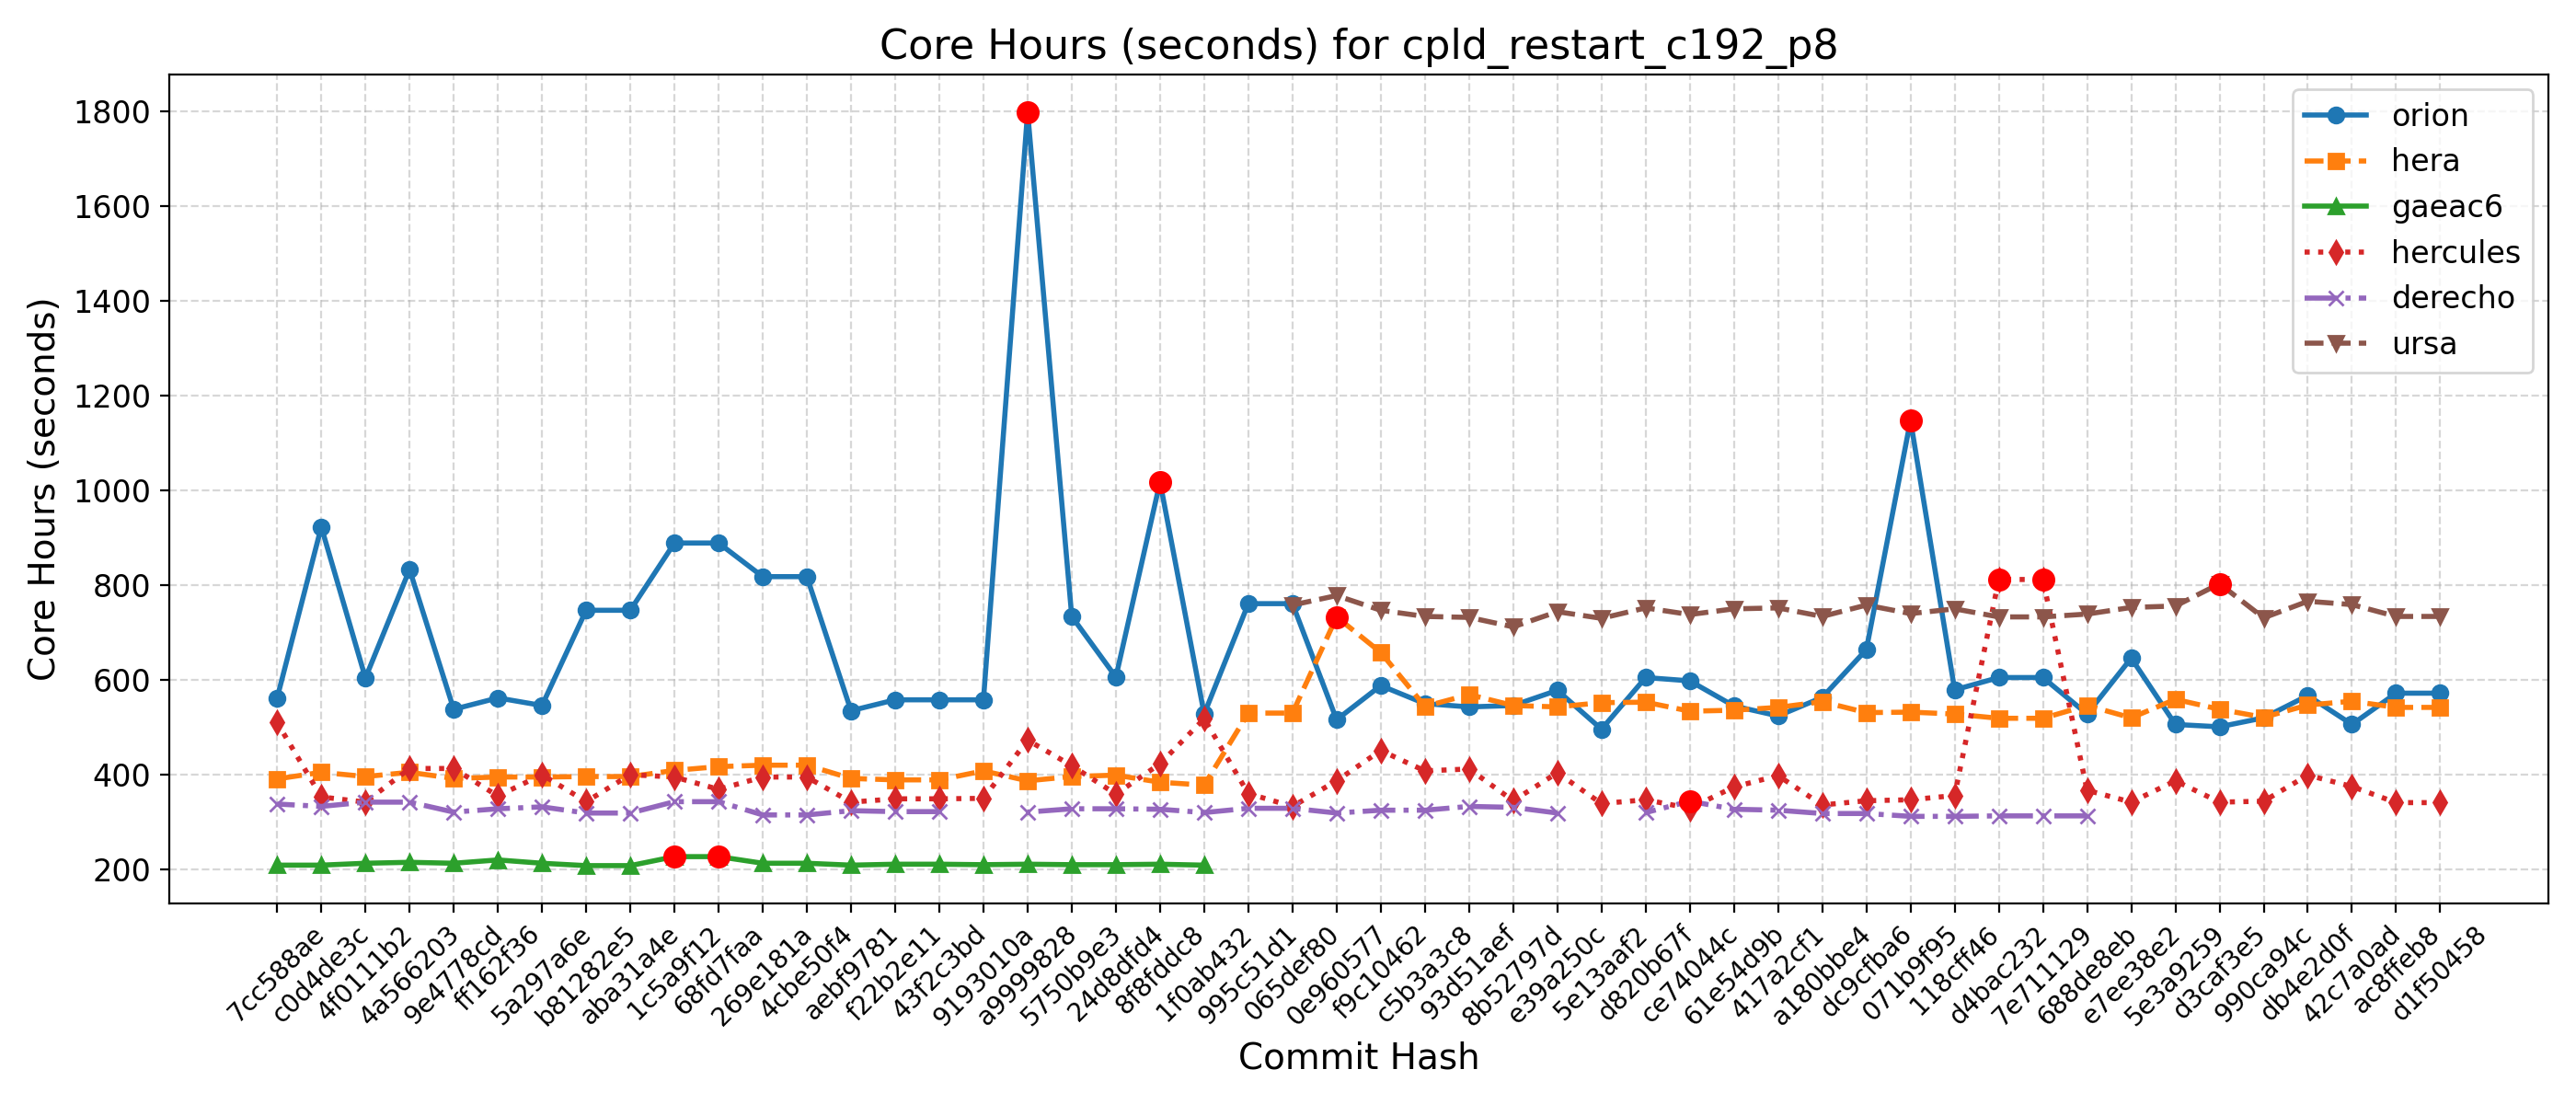 Core Hours (seconds) for cpld_restart_c192_p8
Core Hours (seconds)
1800
1600
1400
1200
1000
800
600
400
200
orion
hera
gaeac6
hercules
derecho
ursa
7cc588ae
c0d4de3c
4f0111b2
4a566203
9e4778cd
ff162f36
5a297a6e
b81282e5
aba31a4e
1c5a9f12
68fd7faa
269e181a
4cbe50f4
aebf9781
f22b2e11
43f2c3bd
9193010a
a9999828
5750b9e3
24d8dfd4
8f8fddc8
1f0ab432
995c51d1
065def80
0e960577
f9c10462
c5b3a3c8
93d51aef
8b52797d
e39a250c
5e13aaf2
d820b67f
ce74044c
61e54d9b
417a2cf1
a180bbe4
dc9cfba6
071b9f95
118cff46
d4bac232
7e711129
688de8eb
e7ee38e2
5e3a9259
d3caf3e5
990ca94c
db4e2d0f
42c7a0ad
ac8ffeb8
d1f50458
Commit Hash